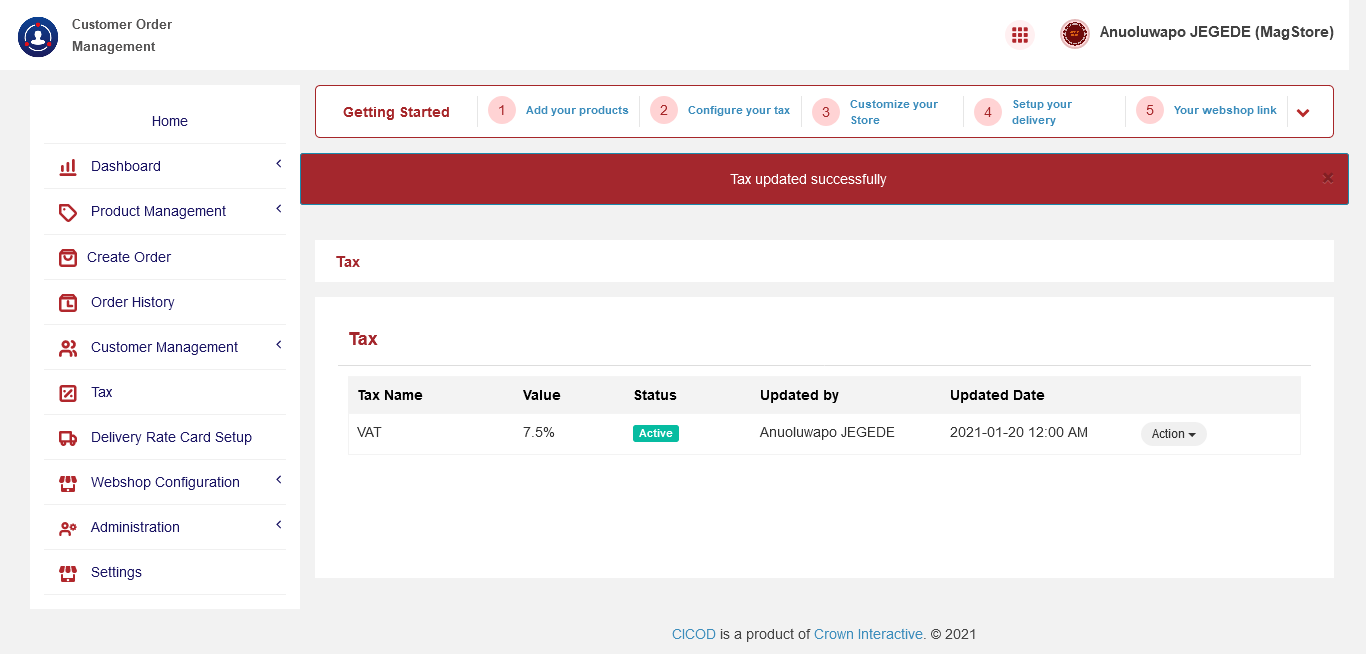 Customer Order
Management
Anuoluwapo JEGEDE (MagStore)
Home
Dashboard
Product Management
Create Order
Order History
Customer Management
Tax
Delivery Rate Card Setup
Webshop Configuration
Administration
Settings
Getting Started
1 Add your products
2 Configure your tax
3 Customize your
Store
4 Setup your
delivery
5 Your webshop link
Tax updated successfully ×
Tax
Tax
Tax Name Value Status Updated by Updated Date
VAT 7.5% Active Anuoluwapo JEGEDE 2021-01-20 12:00 AM Action
CICOD is a product of Crown Interactive. © 2021